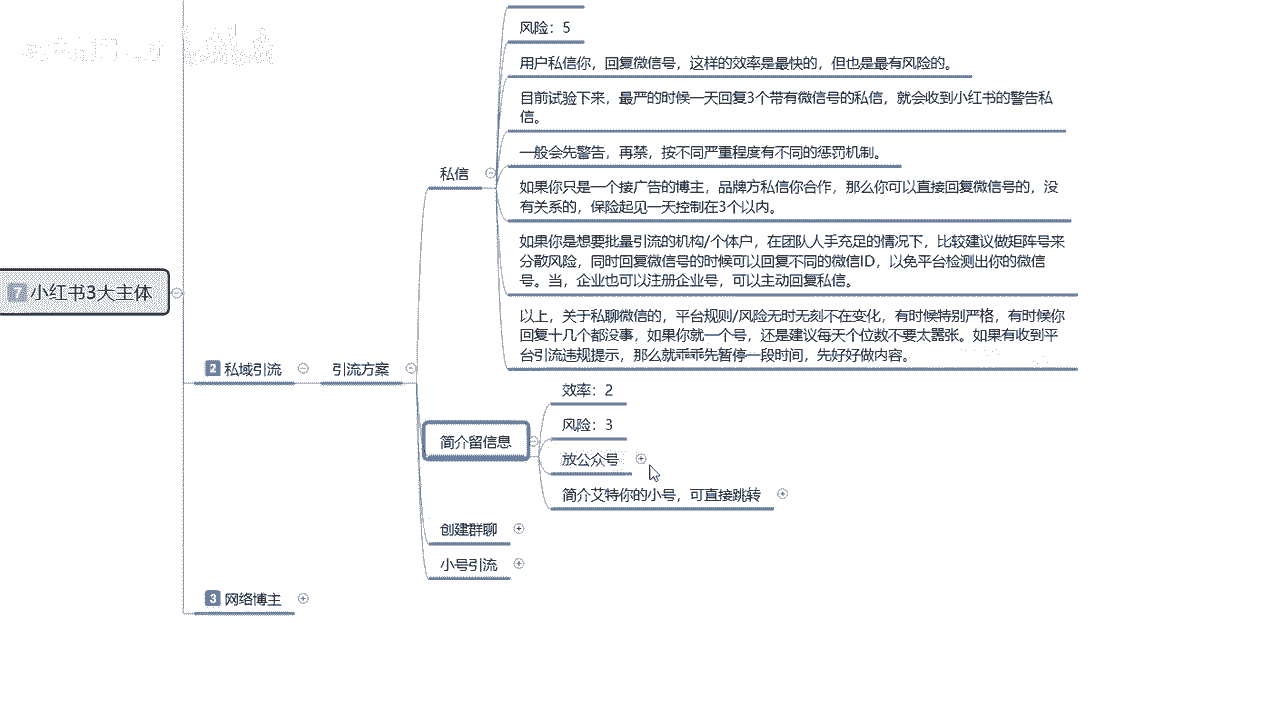 风险：5
用户私信你，回复微信号，这样的效率是最快的，但也是最有风险的。
目前试验下来，最严的时候一天回复3个带有微信号的私信，就会收到小红书的警告私
信。
一般会先警告，再禁，按不同严重程度有不同的惩罚机制。
私信
如果你只是一个接广告的博主，品牌方私信你合作，那么你可以直接回复微信号的，没
有关系的，保险起见一天控制在3个以内。
如果你是想要批量引流的机构/个体户，在团队人手充足的情况下，比较建议做矩阵号来
分散风险，同时回复微信号的时候可以回复不同的微信ID，以免平台检测出你的微信
号。当，企业也可以注册企业号，可以主动回复私信。
7 小红书3大主体
以上，关于私聊微信的，平台规则/风险无时无刻不在变化，有时候特别严格，有时候你
回复十几个都没事，如果你就一个号，还是建议每天个位数不要太嚣张。如果有收到平
台引流违规提示，那么就乖乖先暂停一段时间，先好好做内容。
2 私域引流
引流方案
效率：2
风险：3
简介留信息
放公众号
简介艾特你的小号，可直接跳转
创建群聊
小号引流
3 网络博主